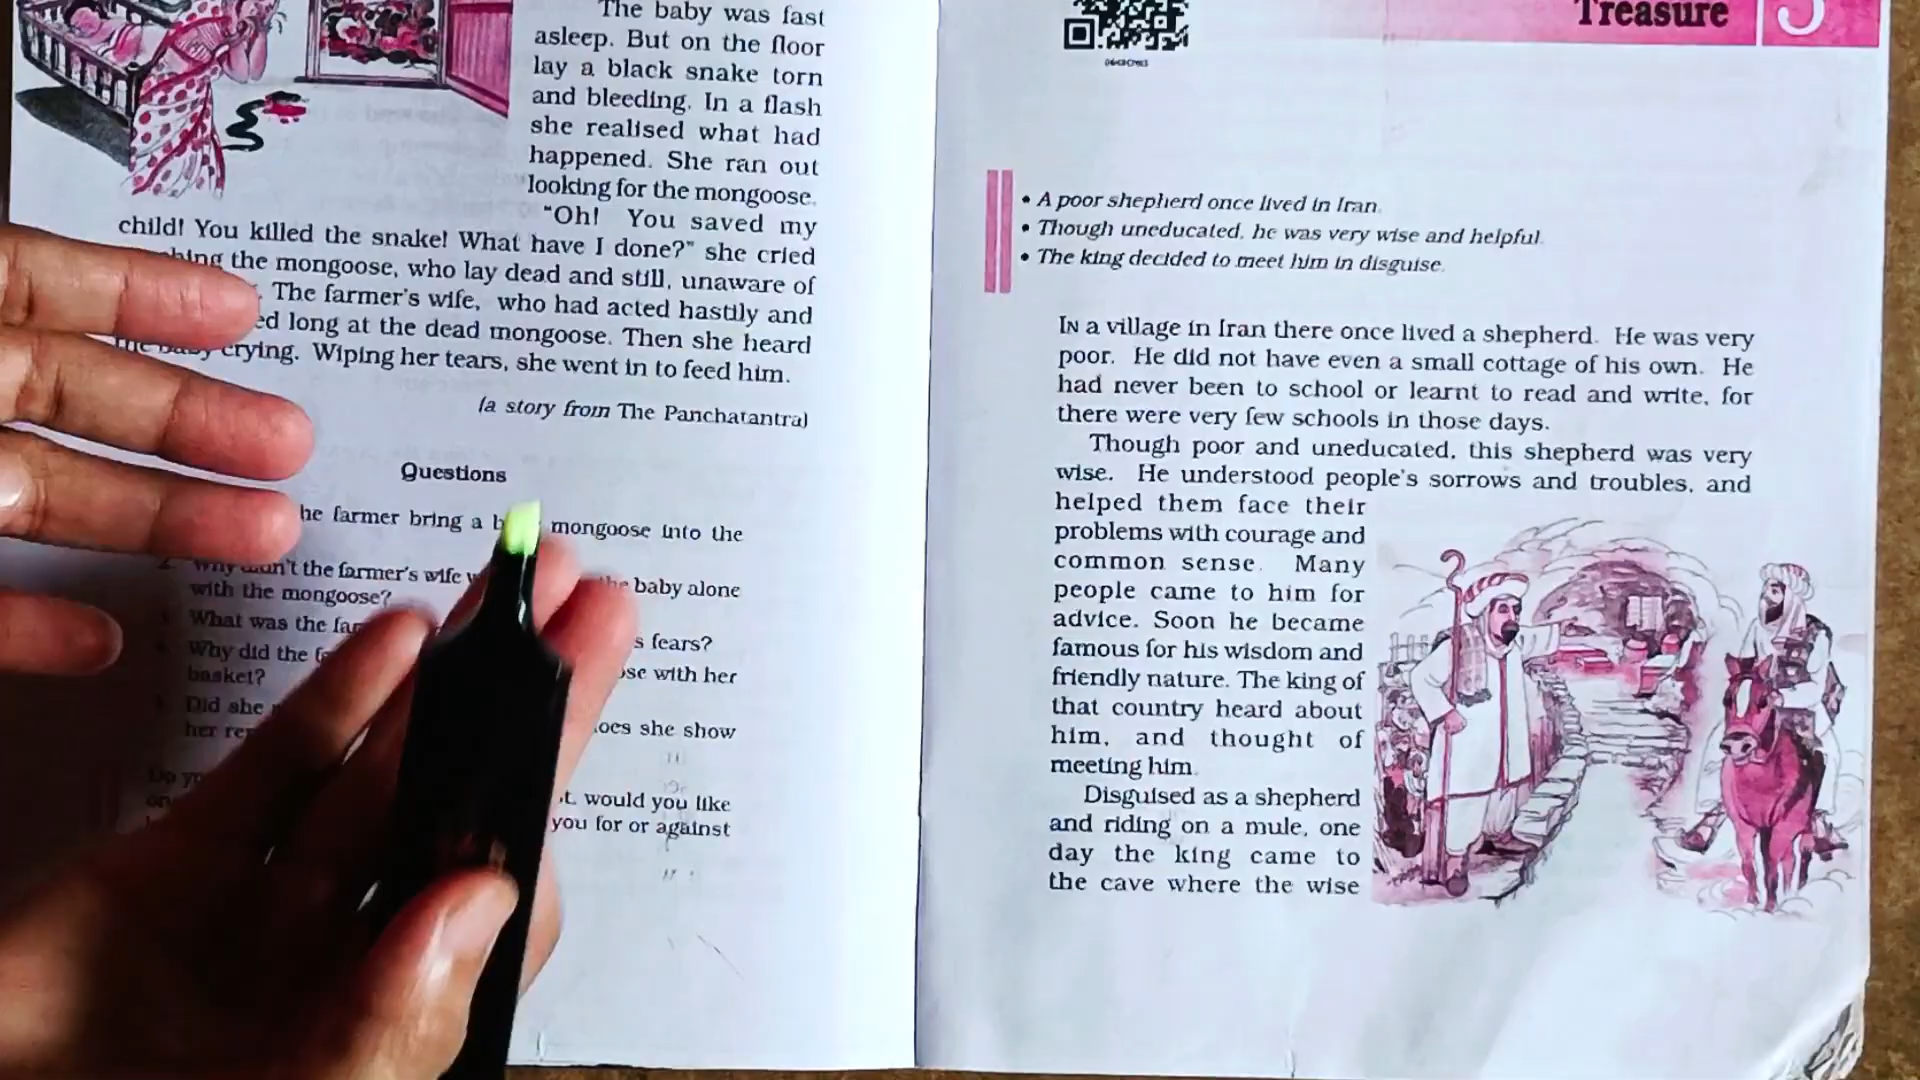 The baby was fast
asleep. But on the floor
lay a black snake torn
and bleeding. In a flash
she realised what had
happened. She ran out
looking for the mongoose.
"Oh! You saved my
child! You killed the snake! What have I done?" she cried
the mongoose, who lay dead and still, unaware of
The farmer's wife, who had acted hastily and
long at the dead mongoose. Then she heard
crying. Wiping her tears, she went in to feed him.
(a story from The Panchatantra)
Questions
farmer bring a mongoose into the
the farmer's wife baby alone
with the mongoose?
What was the fears?
Why did the with her
basket?
Did she she show
her
would you like
you for or against
Treasure
5
• A poor shepherd once lived in Iran.
• Though uneducated, he was very wise and helpful.
• The king decided to meet him in disguise.
IN a village in Iran there once lived a shepherd. He was very
poor. He did not have even a small cottage of his own. He
had never been to school or learnt to read and write, for
there were very few schools in those days.
Though poor and uneducated, this shepherd was very
wise. He understood people's sorrows and troubles, and
helped them face their
problems with courage and
common sense. Many
people came to him for
advice. Soon he became
famous for his wisdom and
friendly nature. The king of
that country heard about
him, and thought of
meeting him.
Disguised as a shepherd
and riding on a mule, one
day the king came to
the cave where the wise